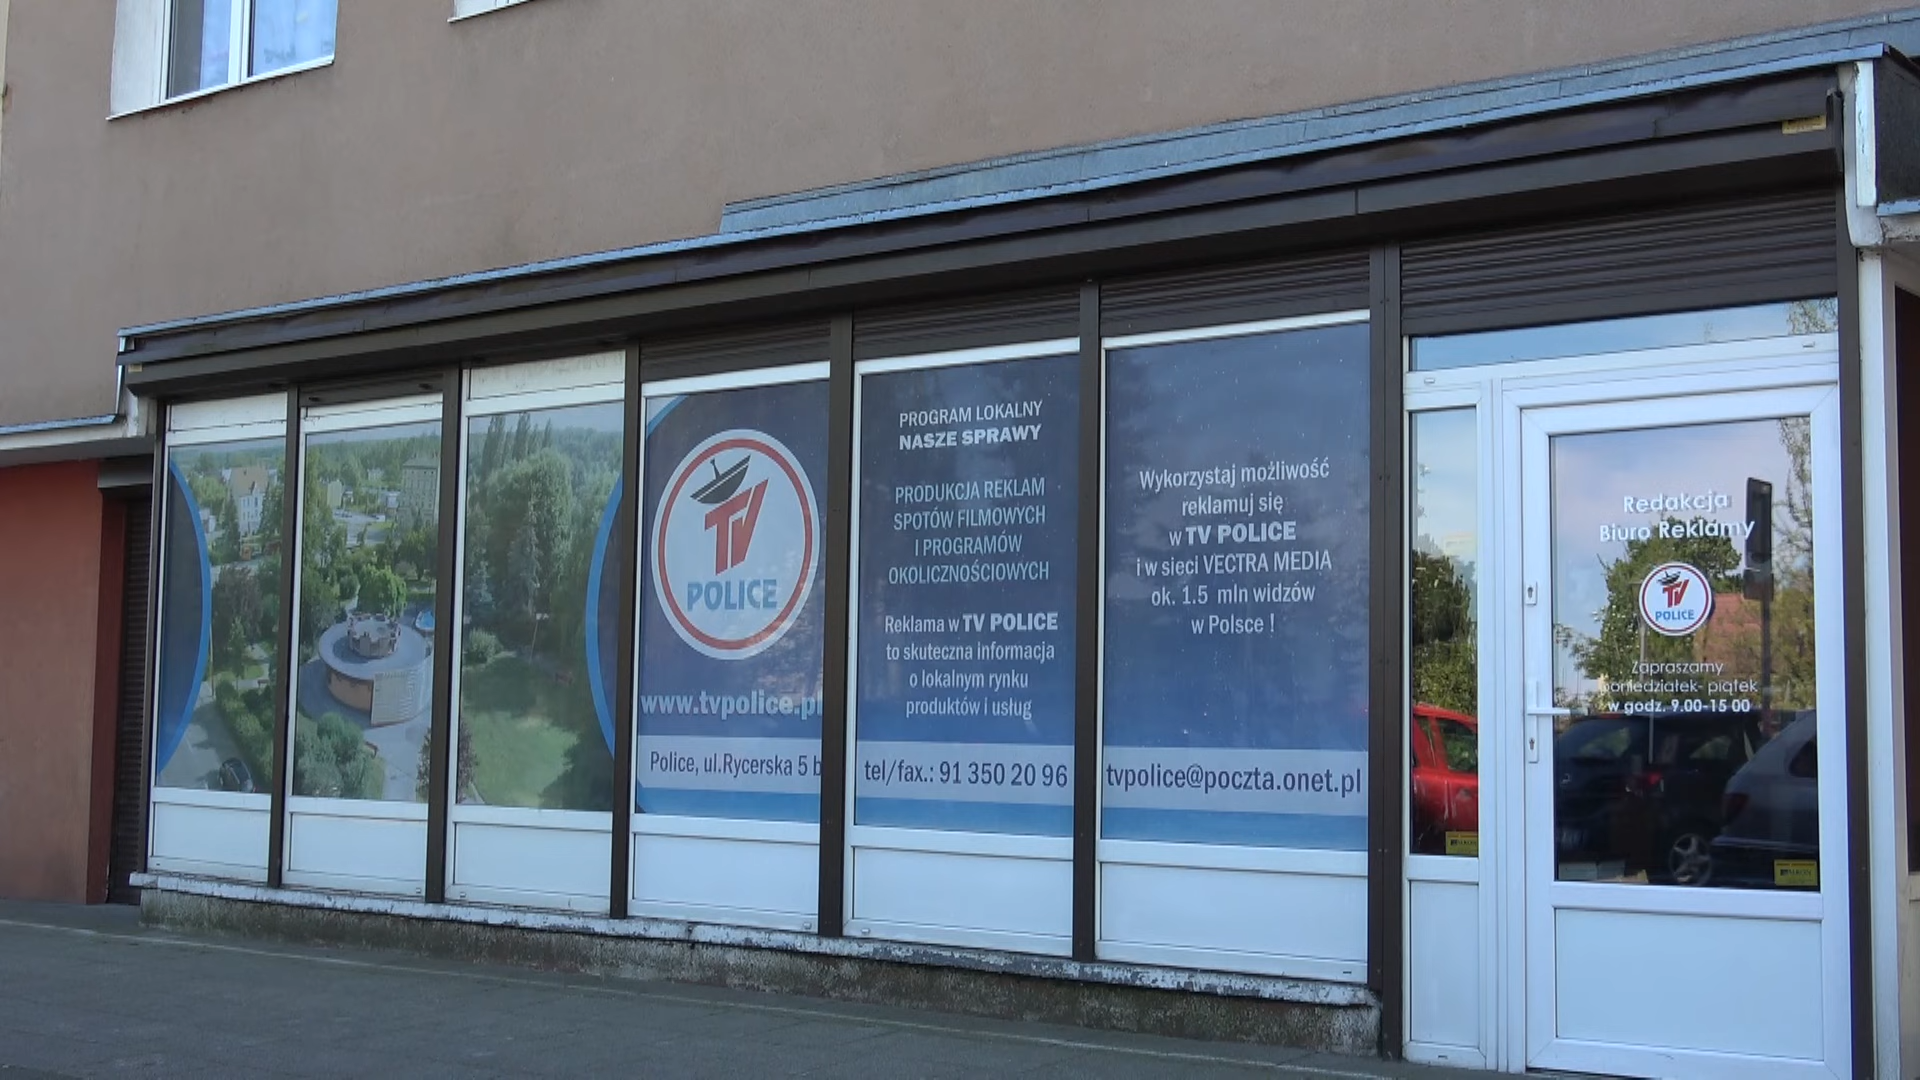 TV
POLICE
www.tvpolice.pl
Police, ul.Rycerska 5 b
PROGRAM LOKALNY
NASZE SPRAWY
PRODUKCJA REKLAM
SPOTÓW FILMOWYCH
I PROGRAMÓW
OKOLICZNOŚCIOWYCH
Reklama w TV POLICE
to skuteczna informacja
o lokalnym rynku
produktów i usług
tel/fax.: 91 350 20 96
Wykorzystaj możliwość
reklamuj się
w TV POLICE
i w sieci VECTRA MEDIA
ok. 1.5 mln widzów
w Polsce !
tvpolice@poczta.onet.pl
Redakcja
Biuro Reklamy
TV
POLICE
Zapraszamy
poniedziałek- piątek
w godz. 9.00-15 00